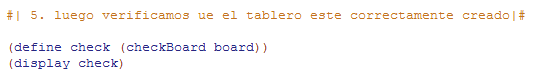 #| 5. luego verificamos ue el tablero este correctamente creado|#
(define check (checkBoard board))
(display check)